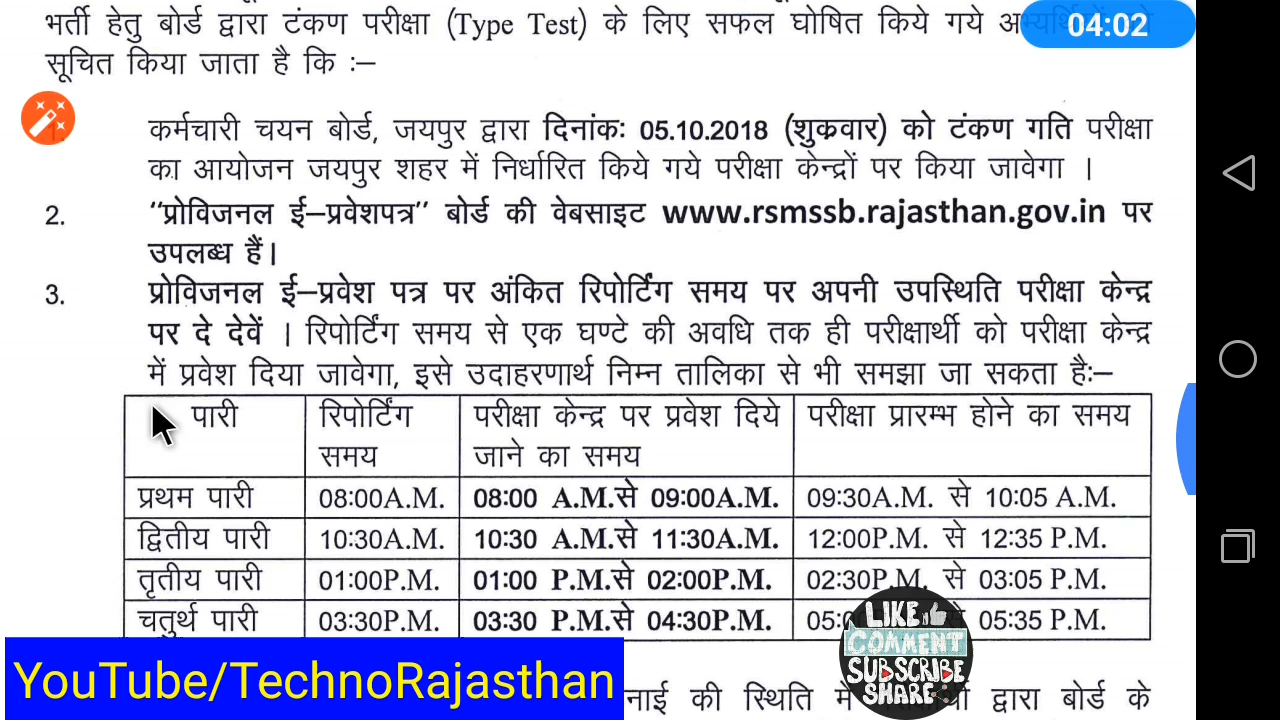 भर्ती हेतु बोर्ड द्वारा टंकण परीक्षा (Type Test) के लिए सफल घोषित किये गये
04:02
सूचित किया जाता है कि :–
कर्मचारी चयन बोर्ड, जयपुर द्वारा दिनांकः 05.10.2018 (शुकवार) को टंकण गति परीक्षा
का आयोजन जयपुर शहर में निर्धारित किये गये परीक्षा केन्द्रों पर किया जावेगा ।
2. "प्रोविजनल ई–प्रवेशपत्र" बोर्ड की वेबसाइट www.rsmssb.rajasthan.gov.in पर
उपलब्ध हैं।
3. प्रोविजनल ई–प्रवेश पत्र पर अंकित रिपोर्टिंग समय पर अपनी उपस्थिति परीक्षा केन्द्र
पर दे देवें । रिपोर्टिंग समय से एक घण्टे की अवधि तक ही परीक्षार्थी को परीक्षा केन्द्र
में प्रवेश दिया जावेगा, इसे उदाहरणार्थ निम्न तालिका से भी समझा जा सकता हैः–
पारी रिपोर्टिंग समय परीक्षा केन्द्र पर प्रवेश दिये जाने का समय परीक्षा प्रारम्भ होने का समय
प्रथम पारी 08:00A.M. 08:00 A.M.से 09:00A.M. 09:30A.M. से 10:05 A.M.
द्वितीय पारी 10:30A.M. 10:30 A.M.से 11:30A.M. 12:00P.M. से 12:35 P.M.
तृतीय पारी 01:00P.M. 01:00 P.M.से 02:00P.M. 02:30P.M. से 03:05 P.M.
चतुर्थ पारी 03:30P.M. 03:30 P.M.से 04:30P.M. 05:35 P.M.
LIKE
COMMENT
SUBSCRIBE
SHARE
YouTube/TechnoRajasthan
की स्थिति द्वारा बोर्ड के